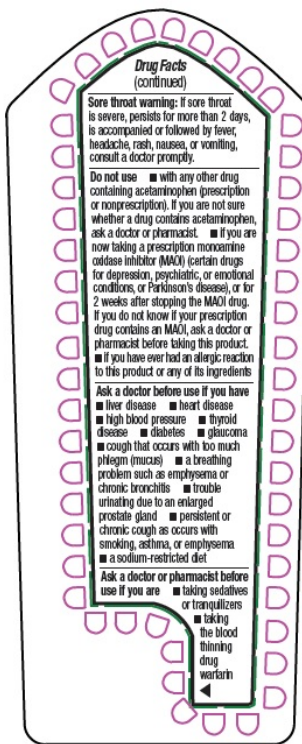 Drug Facts
(continued)
Sore throat warning: If sore throat
is severe, persists for more than 2 days,
is accompanied or followed by fever,
headache, rash, nausea, or vomiting,
consult a doctor promptly.
Do not use ■ with any other drug
containing acetaminophen (prescription
or nonprescription). If you are not sure
whether a drug contains acetaminophen,
ask a doctor or pharmacist. ■ if you are
now taking a prescription monoamine
oxidase inhibitor (MAOI) (certain drugs
for depression, psychiatric, or emotional
conditions, or Parkinson's disease), or for
2 weeks after stopping the MAOI drug.
If you do not know if your prescription
drug contains an MAOI, ask a doctor or
pharmacist before taking this product.
■ if you have ever had an allergic reaction
to this product or any of its ingredients
Ask a doctor before use if you have
■ liver disease ■ heart disease
■ high blood pressure ■ thyroid
disease ■ diabetes ■ glaucoma
■ cough that occurs with too much
phlegm (mucus) ■ a breathing
problem such as emphysema or
chronic bronchitis ■ trouble
urinating due to an enlarged
prostate gland ■ persistent or
chronic cough as occurs with
smoking, asthma, or emphysema
■ a sodium-restricted diet
Ask a doctor or pharmacist before
use if you are ■ taking sedatives
or tranquilizers
■ taking
the blood
thinning
drug
warfarin